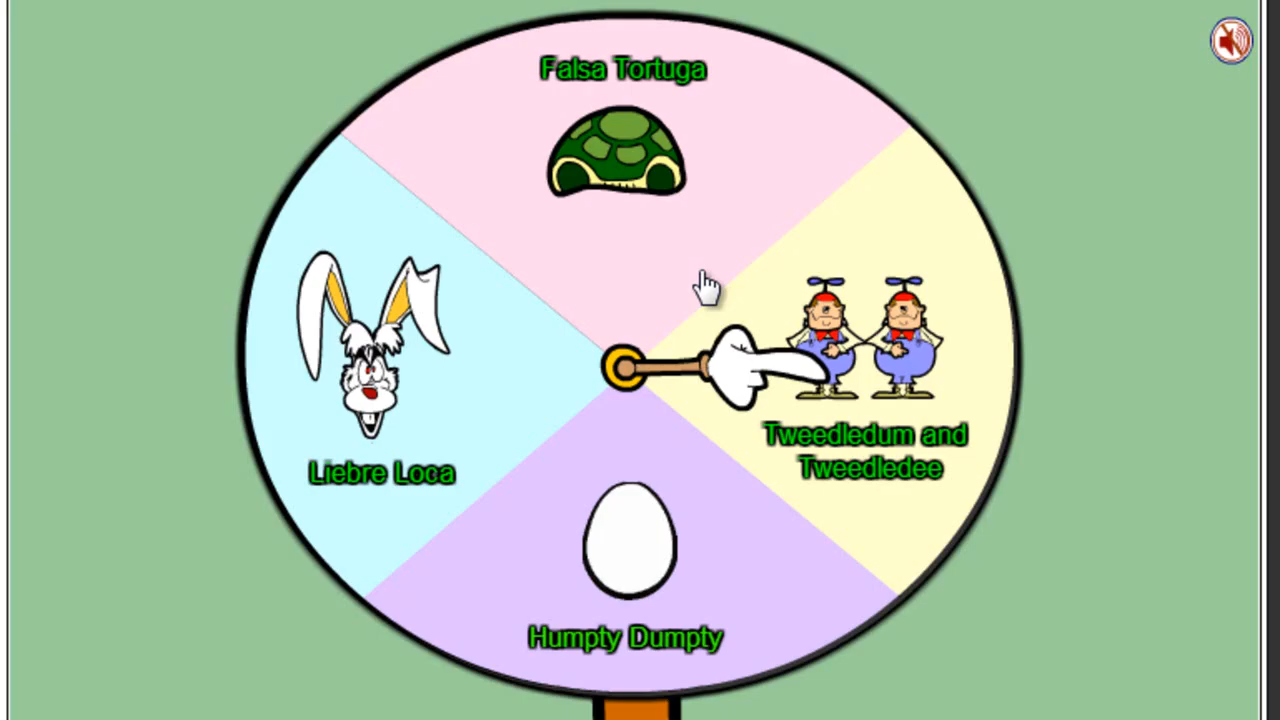 Falsa Tortuga
Liebre Loca
Tweedledum and
Tweedledee
Humpty Dumpty